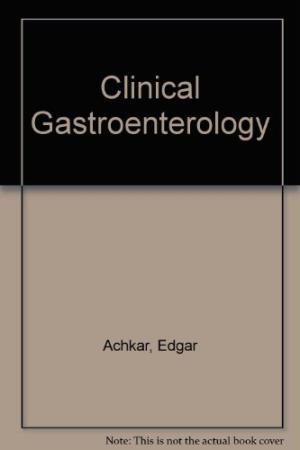 Clinical
Gastroenterology
Achkar, Edgar
Note: This is not the actual book cover